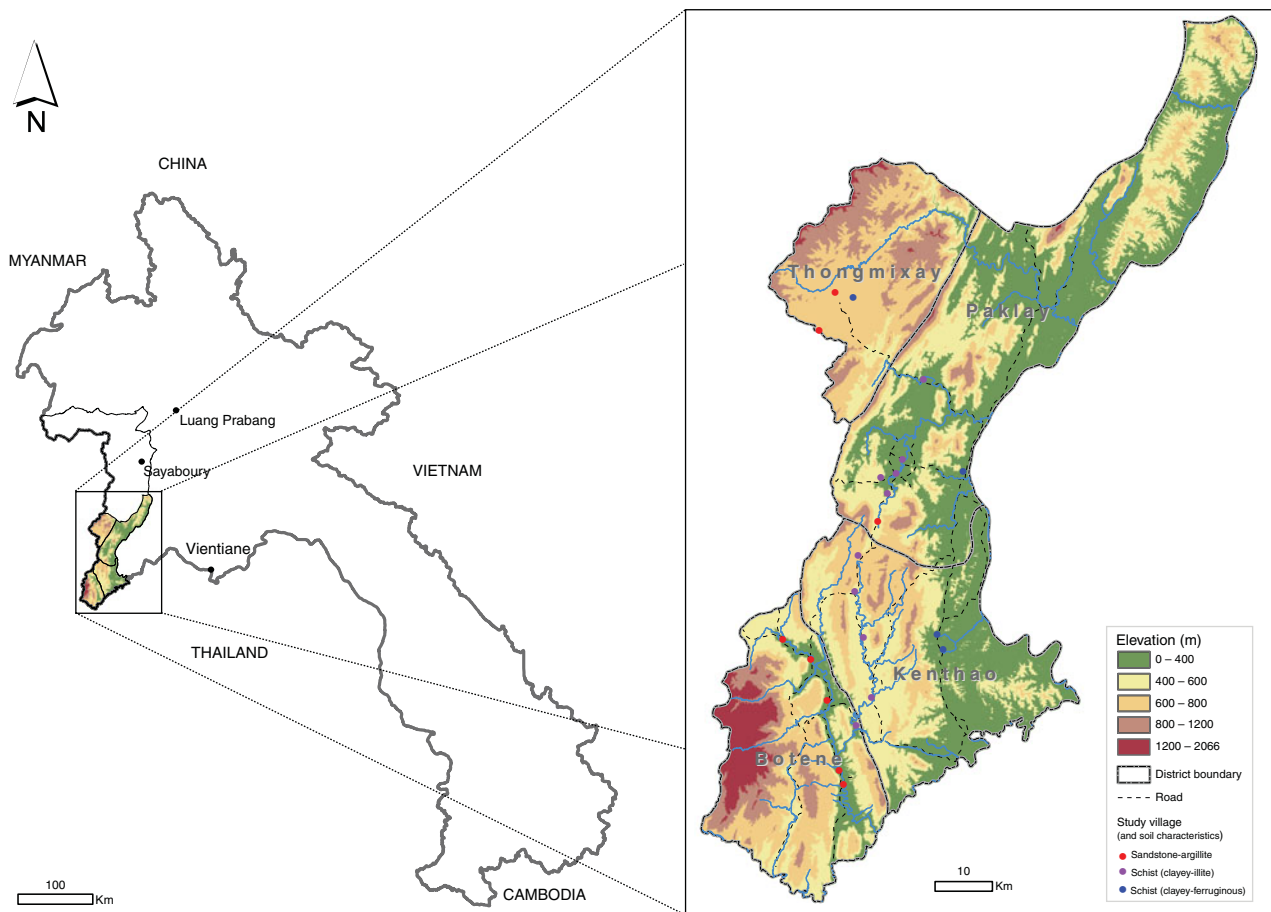 N
CHINA
MYANMAR
Luang Prabang
Sayaboury
VIETNAM
Vientiane
THAILAND
CAMBODIA
100
Km
Thongmixay
Paklay
Kenthao
Botene
10
Km
Elevation (m)
0 – 400
400 – 600
600 – 800
800 – 1200
1200 – 2066
District boundary
Road
Study village
(and soil characteristics)
Sandstone-argillite
Schist (clayey-illite)
Schist (clayey-ferruginous)